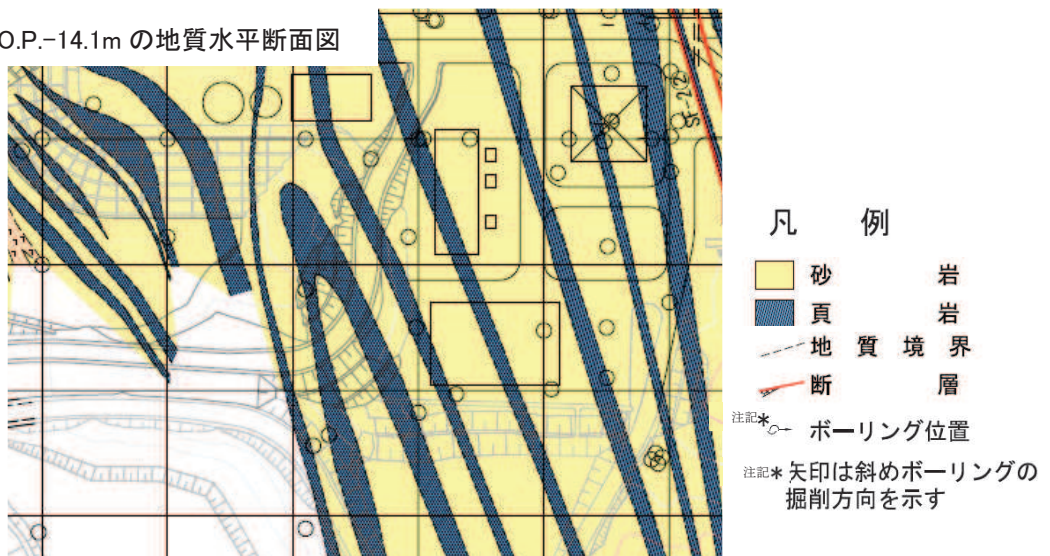 O.P.-14.1m の地質水平断面図
SF-22
凡 例
砂 岩
頁 岩
地 質 境 界
断 層
注記* ボーリング位置
注記* 矢印は斜めボーリングの
掘削方向を示す